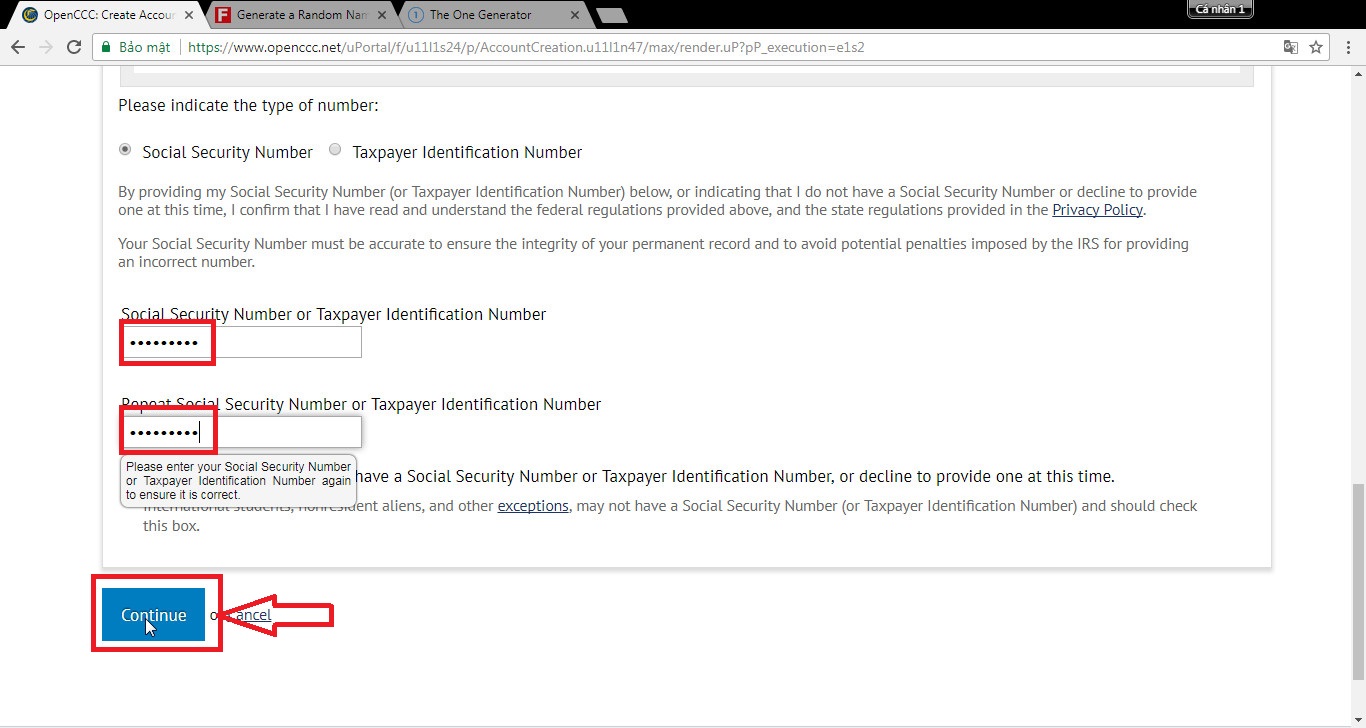 Cá nhân 1
OpenCCC: Create Accoun
Generate a Random Nam
The One Generator
Bảo mật
https://www.openccc.net/uPortal/f/u11l1s24/p/AccountCreation.u11l1n47/max/render.uP?pP_execution=e1s2
Please indicate the type of number:
Social Security Number Taxpayer Identification Number
By providing my Social Security Number (or Taxpayer Identification Number) below, or indicating that I do not have a Social Security Number or decline to provide
one at this time, I confirm that I have read and understand the federal regulations provided above, and the state regulations provided in the Privacy Policy.
Your Social Security Number must be accurate to ensure the integrity of your permanent record and to avoid potential penalties imposed by the IRS for providing
an incorrect number.
Social Security Number or Taxpayer Identification Number
•••••••••
Repeat Social Security Number or Taxpayer Identification Number
•••••••••
Please enter your Social Security Number
or Taxpayer Identification Number again
to ensure it is correct.
have a Social Security Number or Taxpayer Identification Number, or decline to provide one at this time.
International students, nonresident aliens, and other exceptions, may not have a Social Security Number (or Taxpayer Identification Number) and should check
this box.
Continue
or Cancel